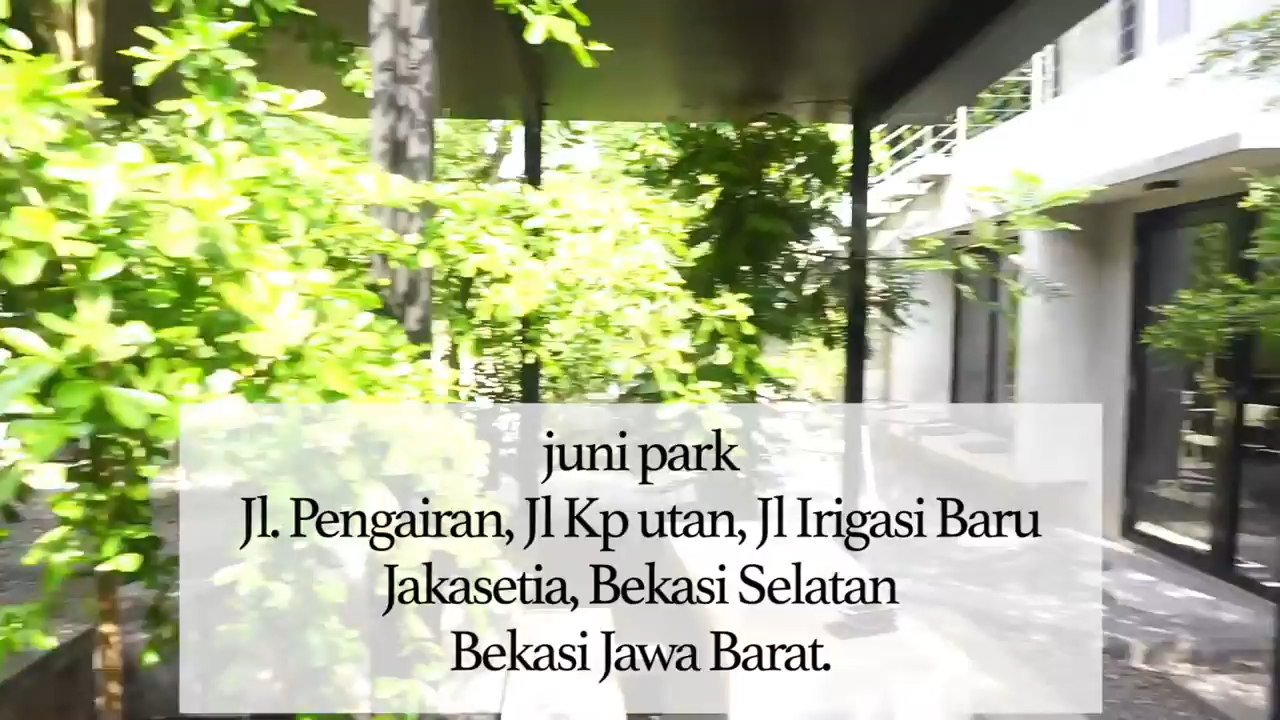 juni park
Jl. Pengairan, Jl Kp utan, Jl Irigasi Baru
Jakasetia, Bekasi Selatan
Bekasi Jawa Barat.